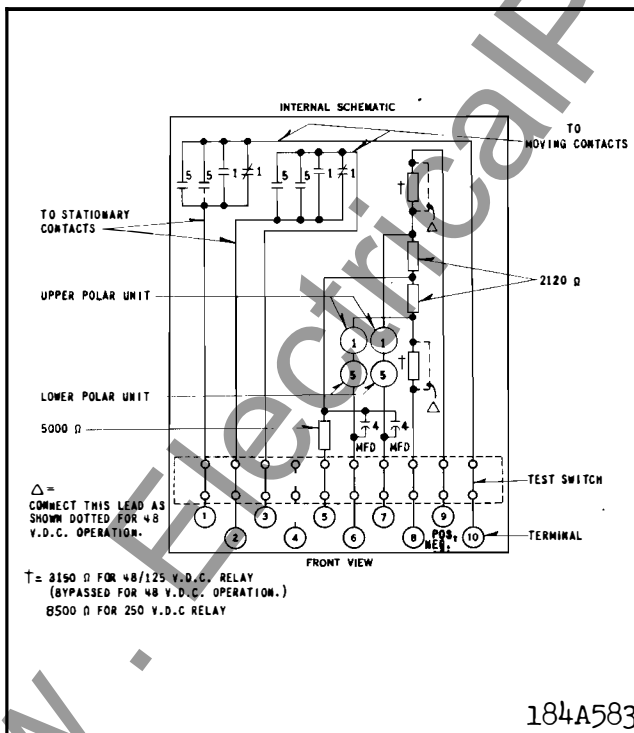 INTERNAL SCHEMATIC
TO
MOVING CONTACTS
5 5 1 1 5 5 1 1
†
TO STATIONARY
CONTACTS
Δ
2120 Ω
UPPER POLAR UNIT
1 1
†
LOWER POLAR UNIT
5 5
Δ
5000 Ω
4 4
MFD MFD
TEST SWITCH
Δ=
CONNECT THIS LEAD AS
SHOWN DOTTED FOR 48
V.D.C. OPERATION.
1 3 5 7 9
2 4 6 8 POS. NEG. 10
TERMINAL
FRONT VIEW
†= 3150 Ω FOR 48/125 V.D.C. RELAY
(BYPASSED FOR 48 V.D.C. OPERATION.)
8500 Ω FOR 250 V.D.C RELAY
184A583
. ElectricalP